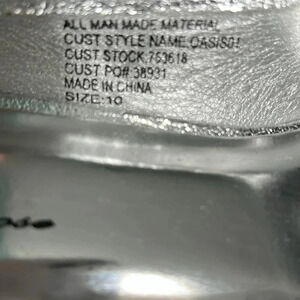 ALL MAN MADE MATERIAL
CUST STYLE NAME:OASIS01
CUST STOCK:753618
CUST PO#:38931
MADE IN CHINA
SIZE:10